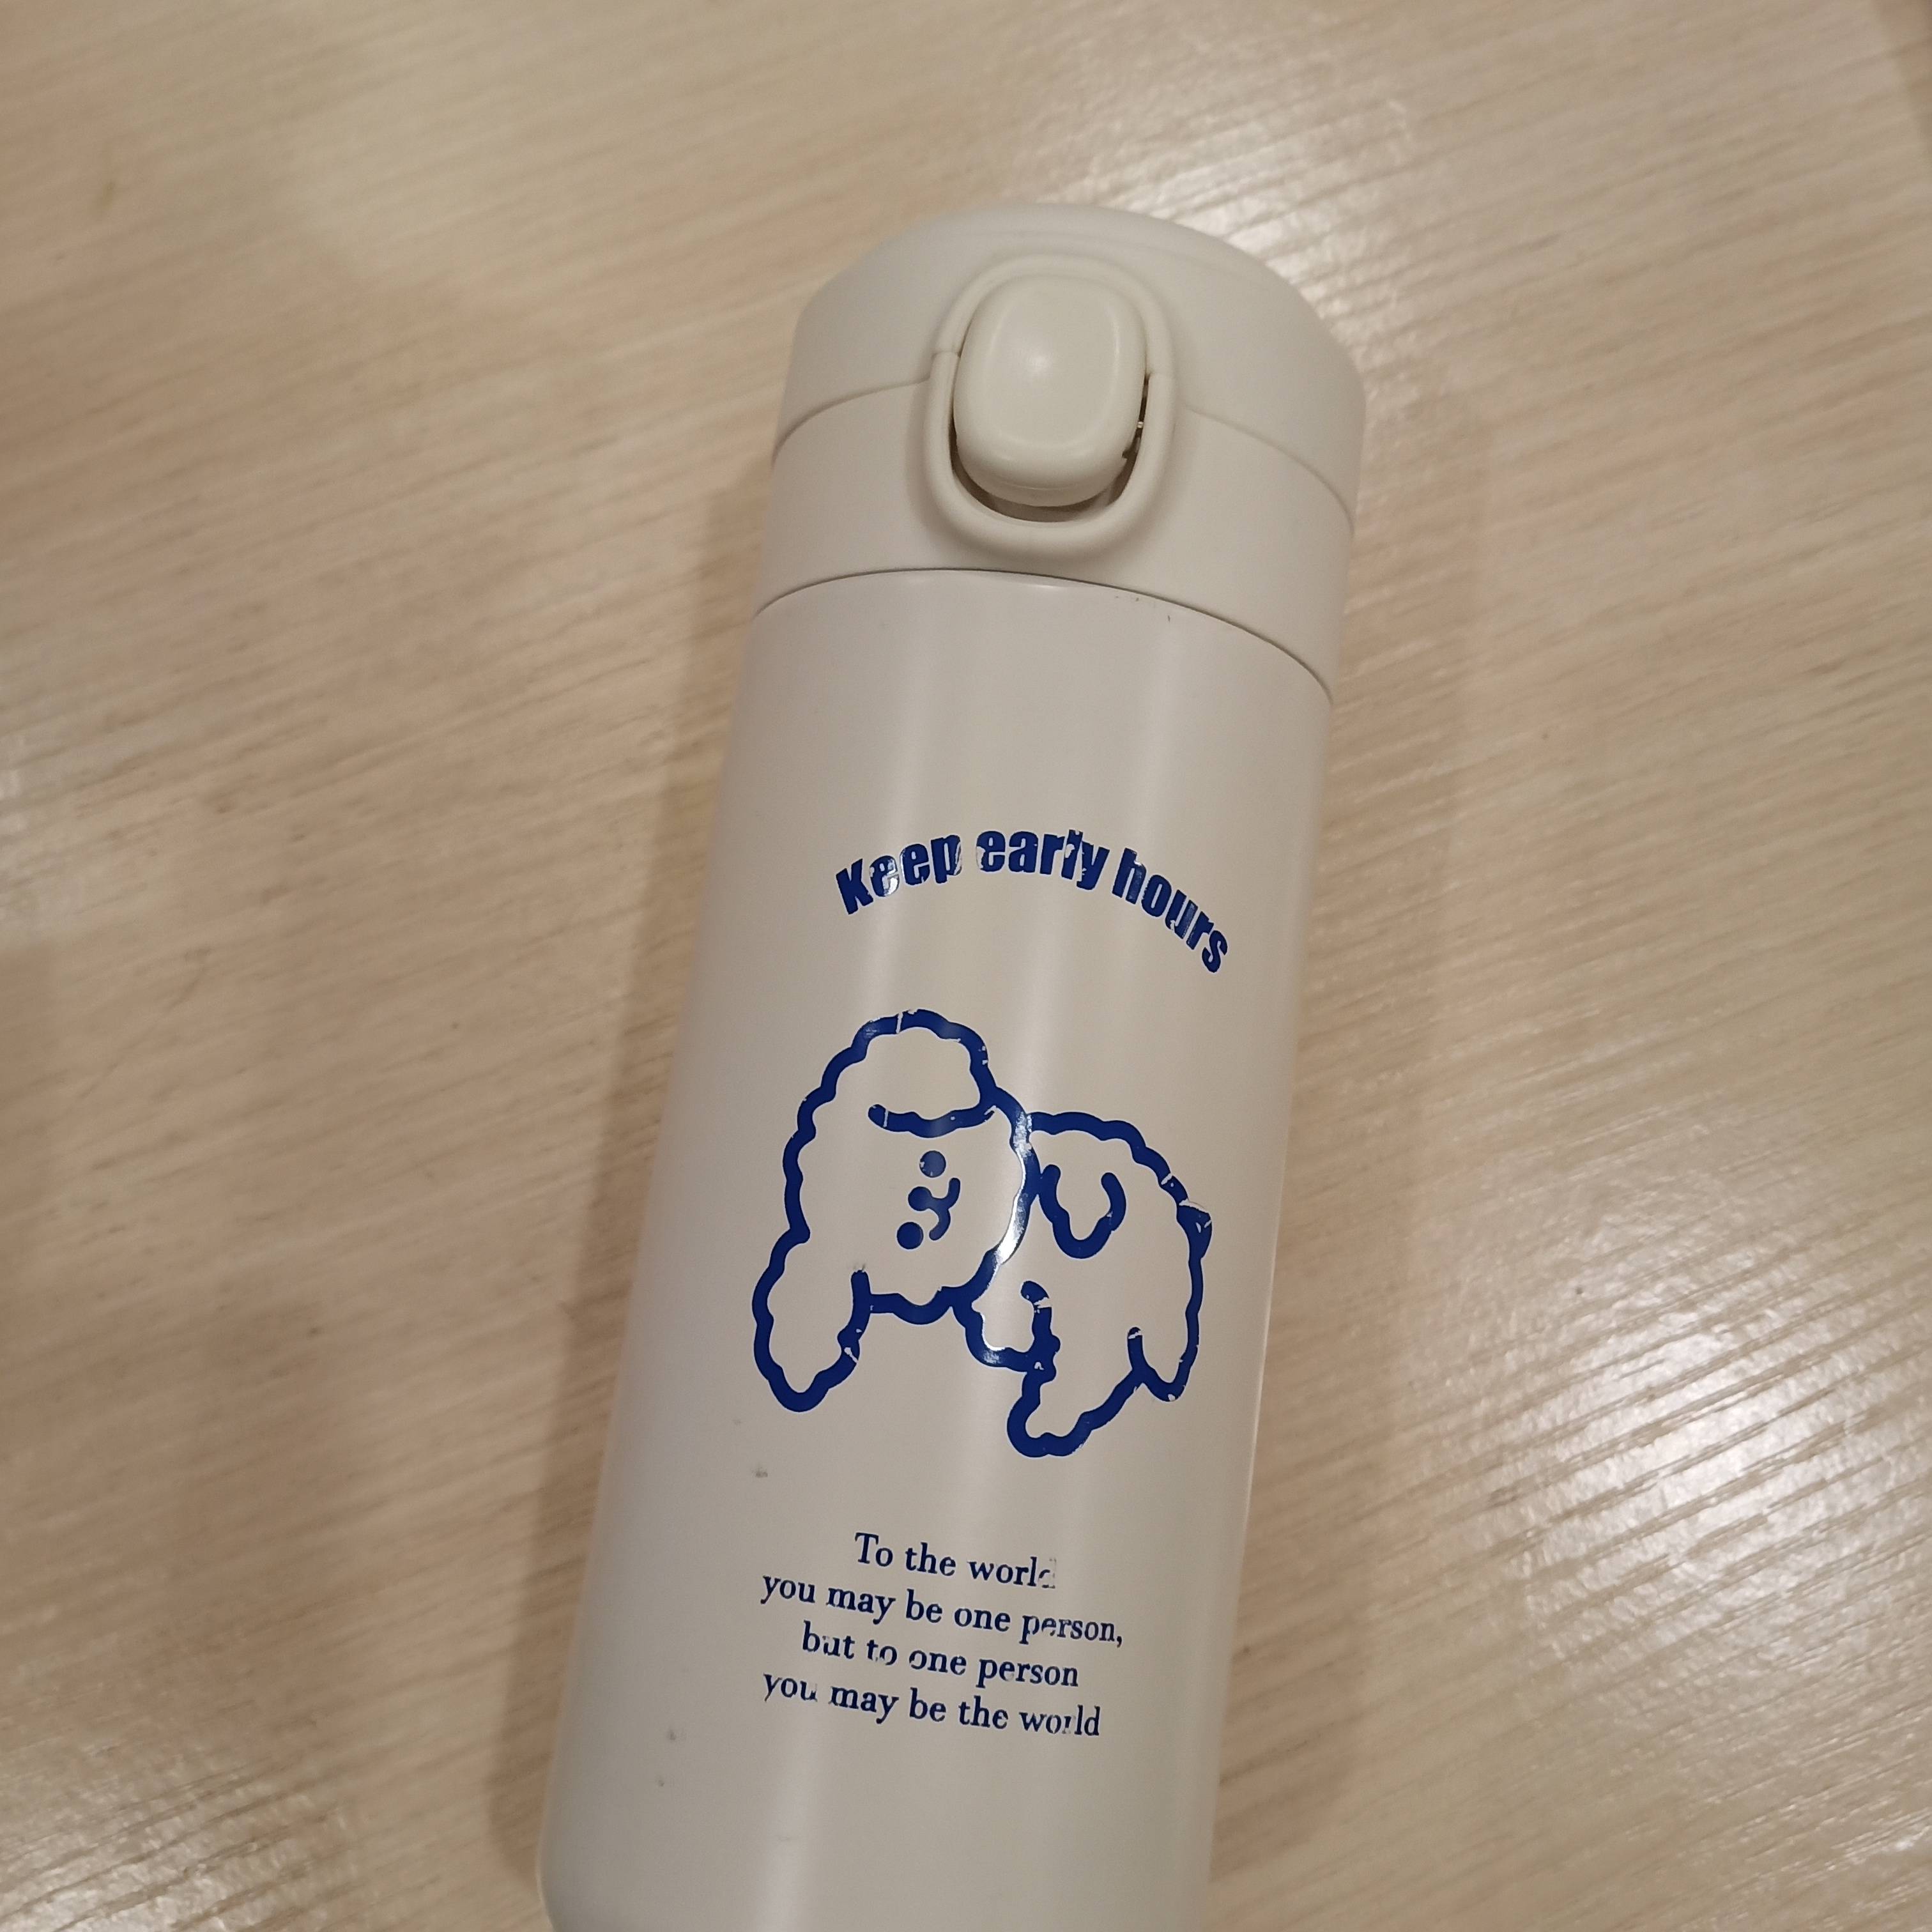 Keep early hours
To the world
you may be one person,
but to one person
you may be the world